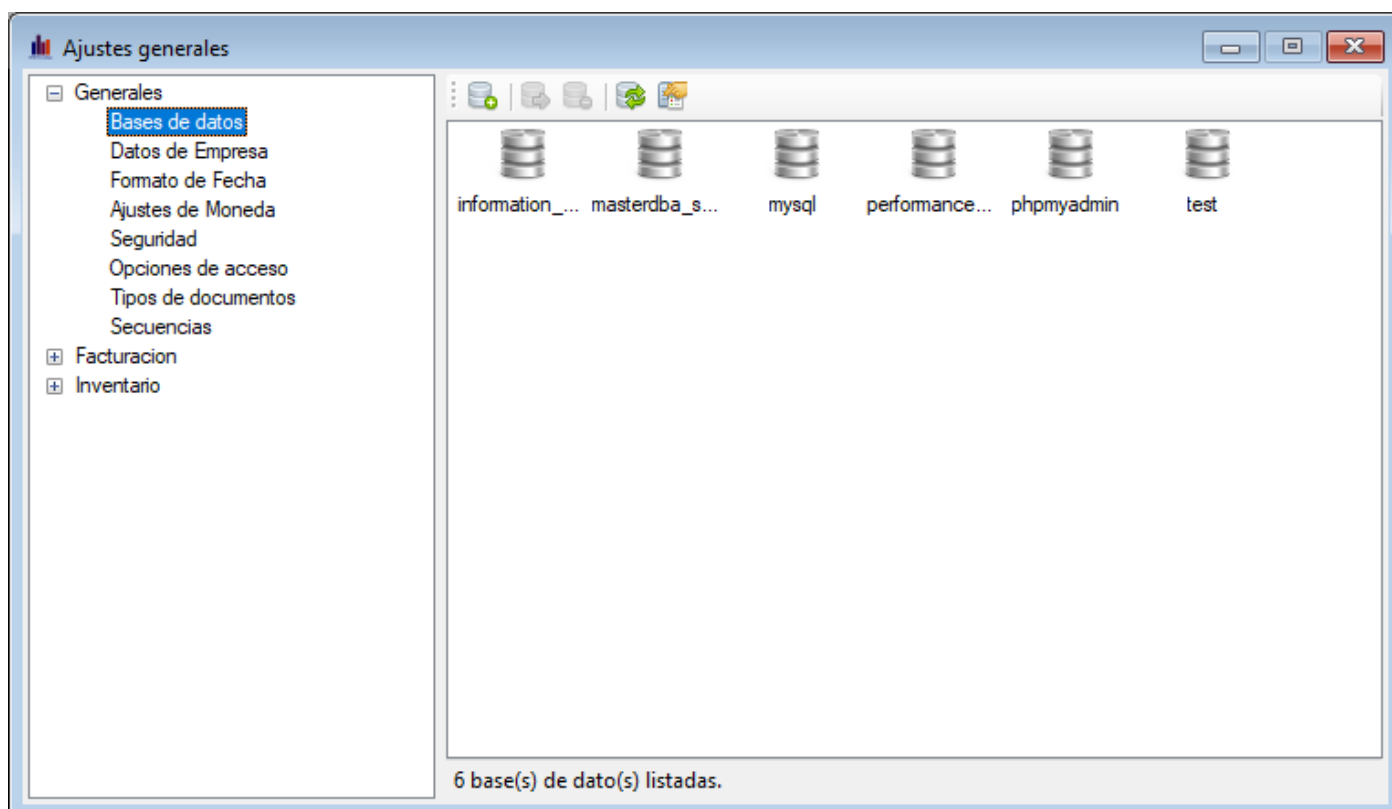 Ajustes generales
Generales
Bases de datos
Datos de Empresa
Formato de Fecha
Ajustes de Moneda
Seguridad
Opciones de acceso
Tipos de documentos
Secuencias
Facturacion
Inventario
information_... masterdba_s... mysql performance... phpmyadmin test
6 base(s) de dato(s) listadas.